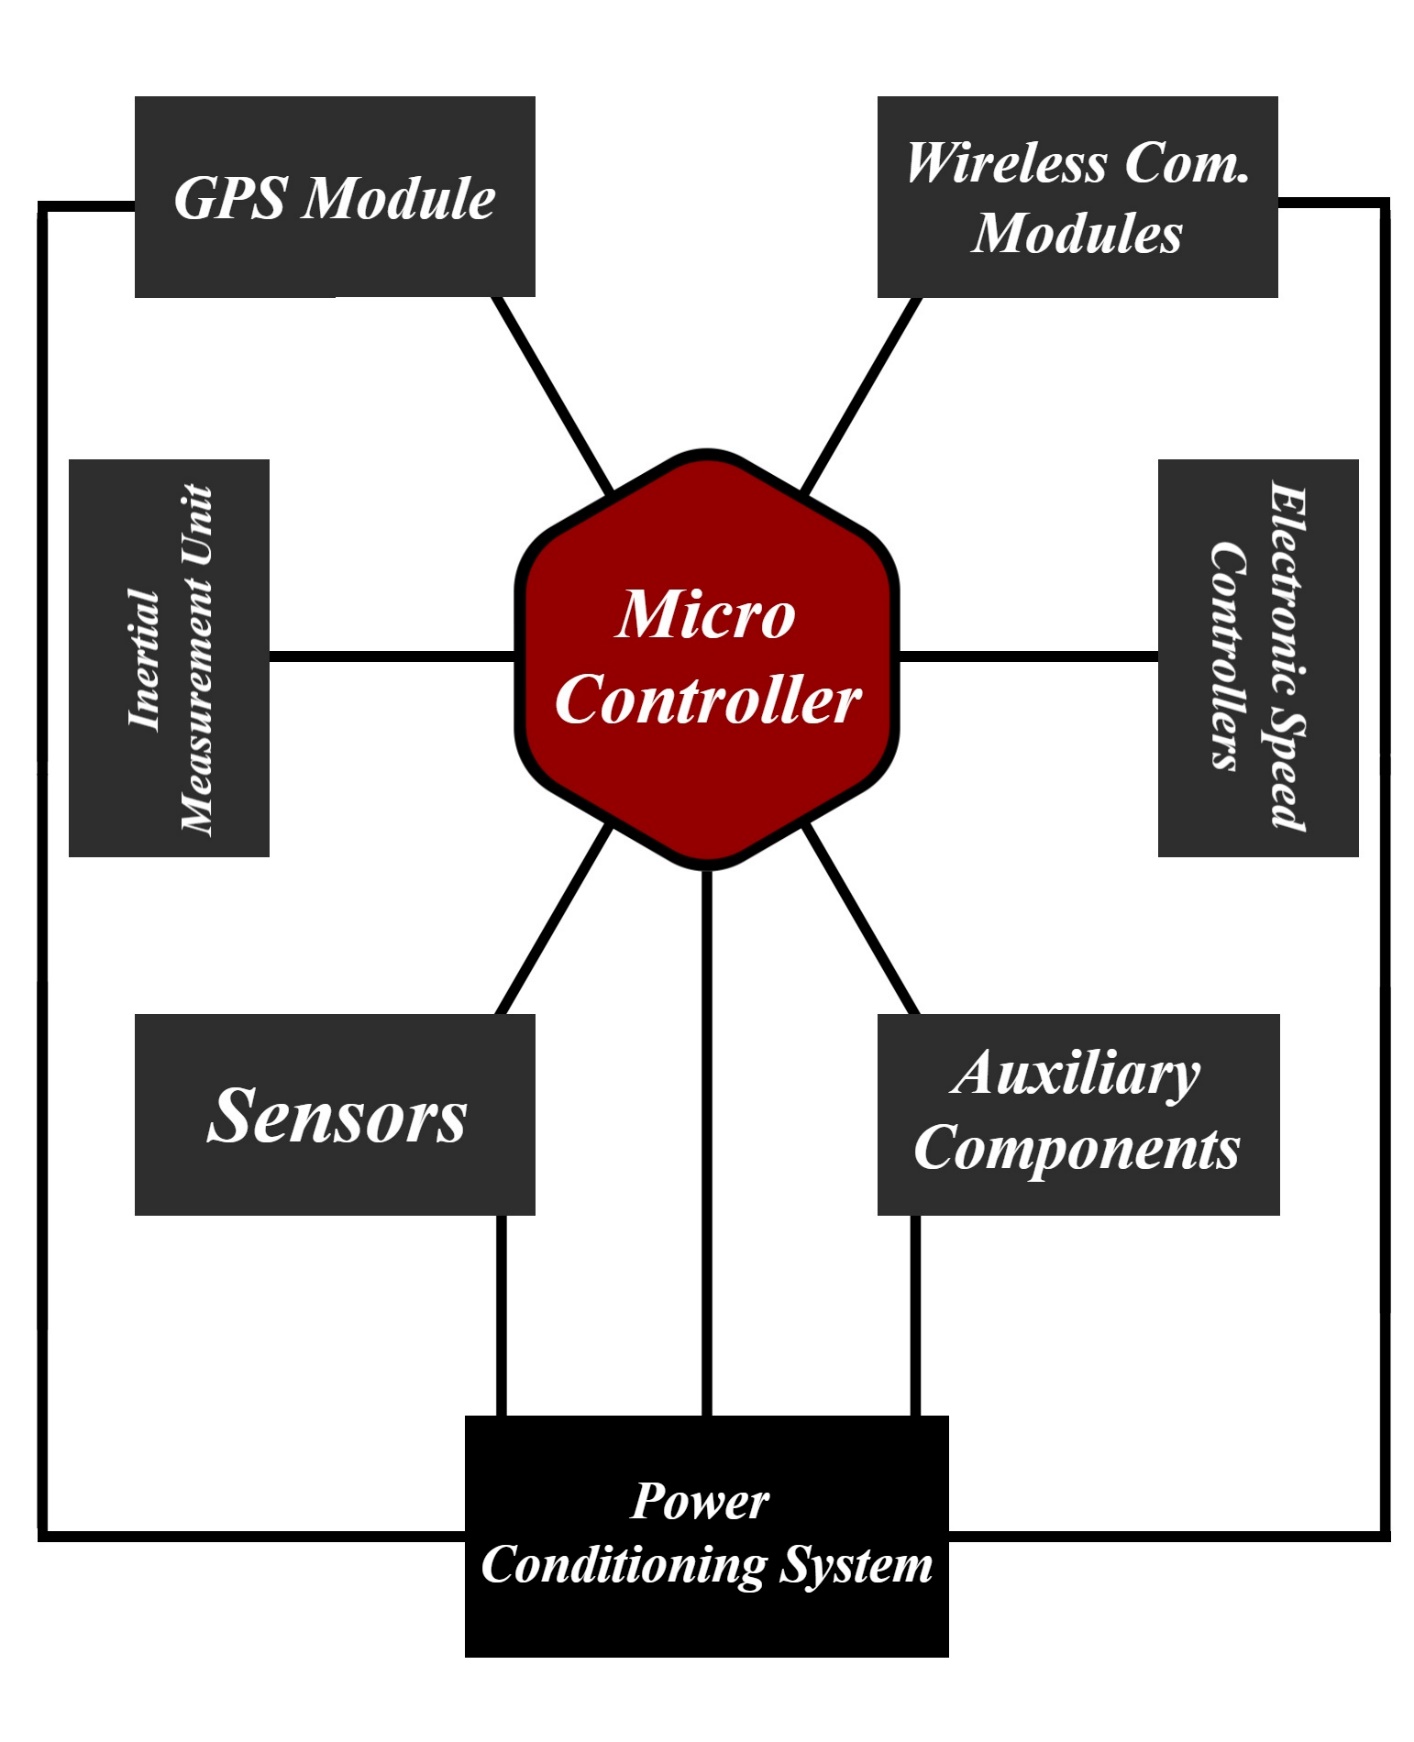 GPS Module
Wireless Com.
Modules
Inertial
Measurement Unit
Micro
Controller
Electronic Speed
Controllers
Sensors
Auxiliary
Components
Power
Conditioning System